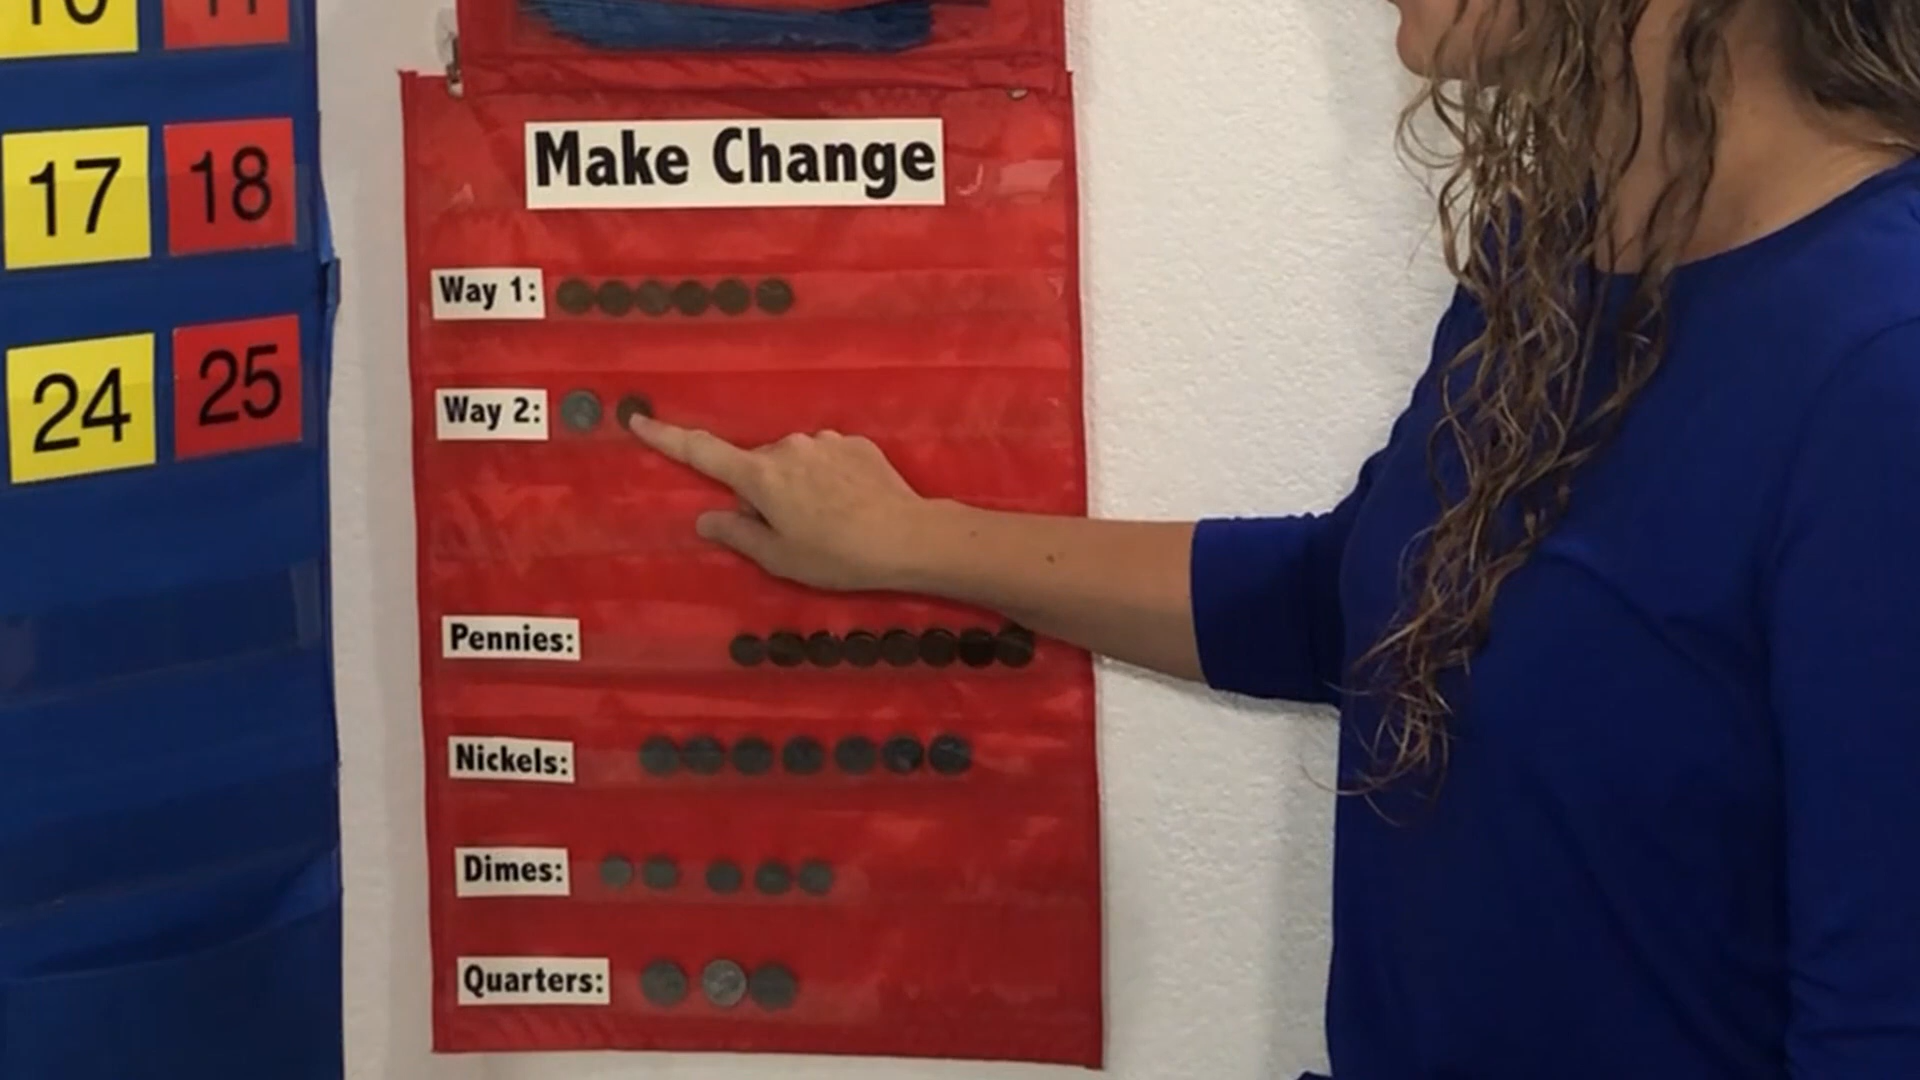 17 18
24 25
Make Change
Way 1:
Way 2:
Pennies:
Nickels:
Dimes:
Quarters: